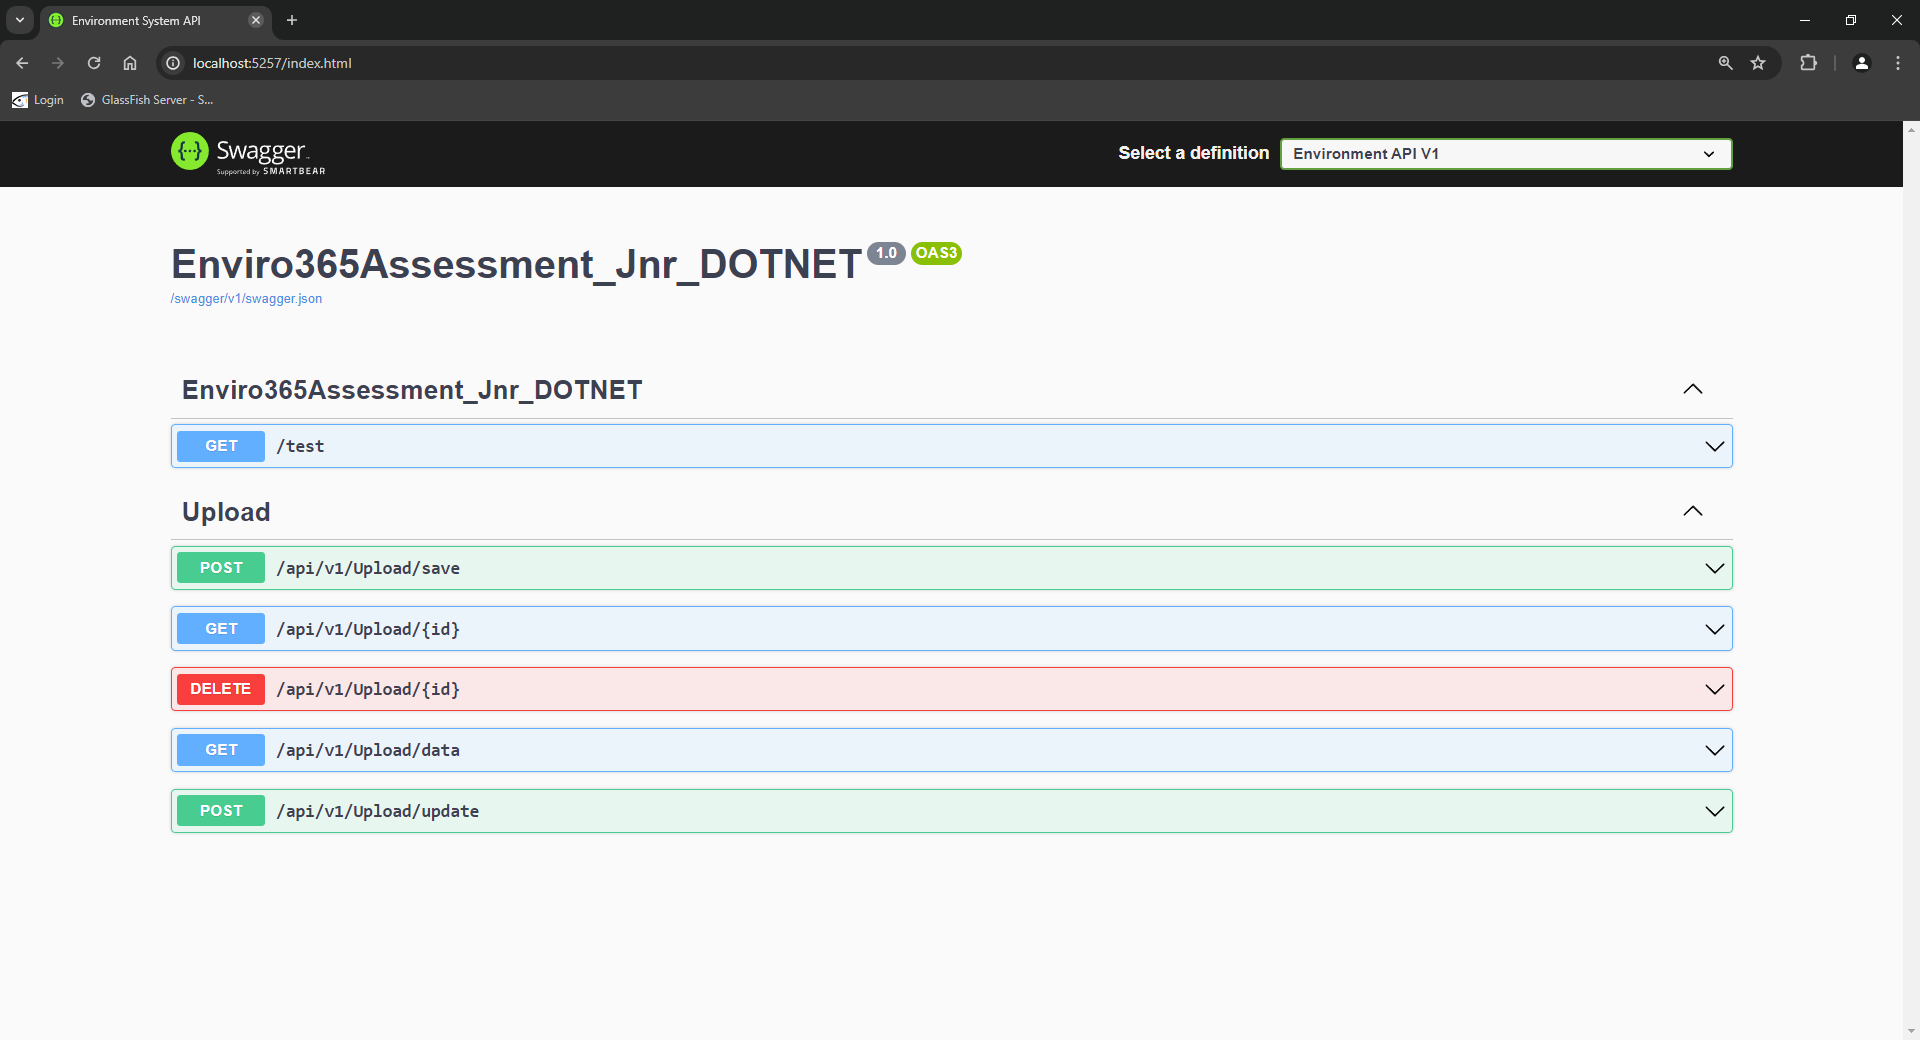 Environment System API
localhost:5257/index.html
Login
GlassFish Server - S...
Swagger
Supported by SMARTBEAR
Select a definition
Environment API V1
Enviro365Assessment_Jnr_DOTNET 1.0 OAS3
/swagger/v1/swagger.json
Enviro365Assessment_Jnr_DOTNET
GET /test
Upload
POST /api/v1/Upload/save
GET /api/v1/Upload/{id}
DELETE /api/v1/Upload/{id}
GET /api/v1/Upload/data
POST /api/v1/Upload/update